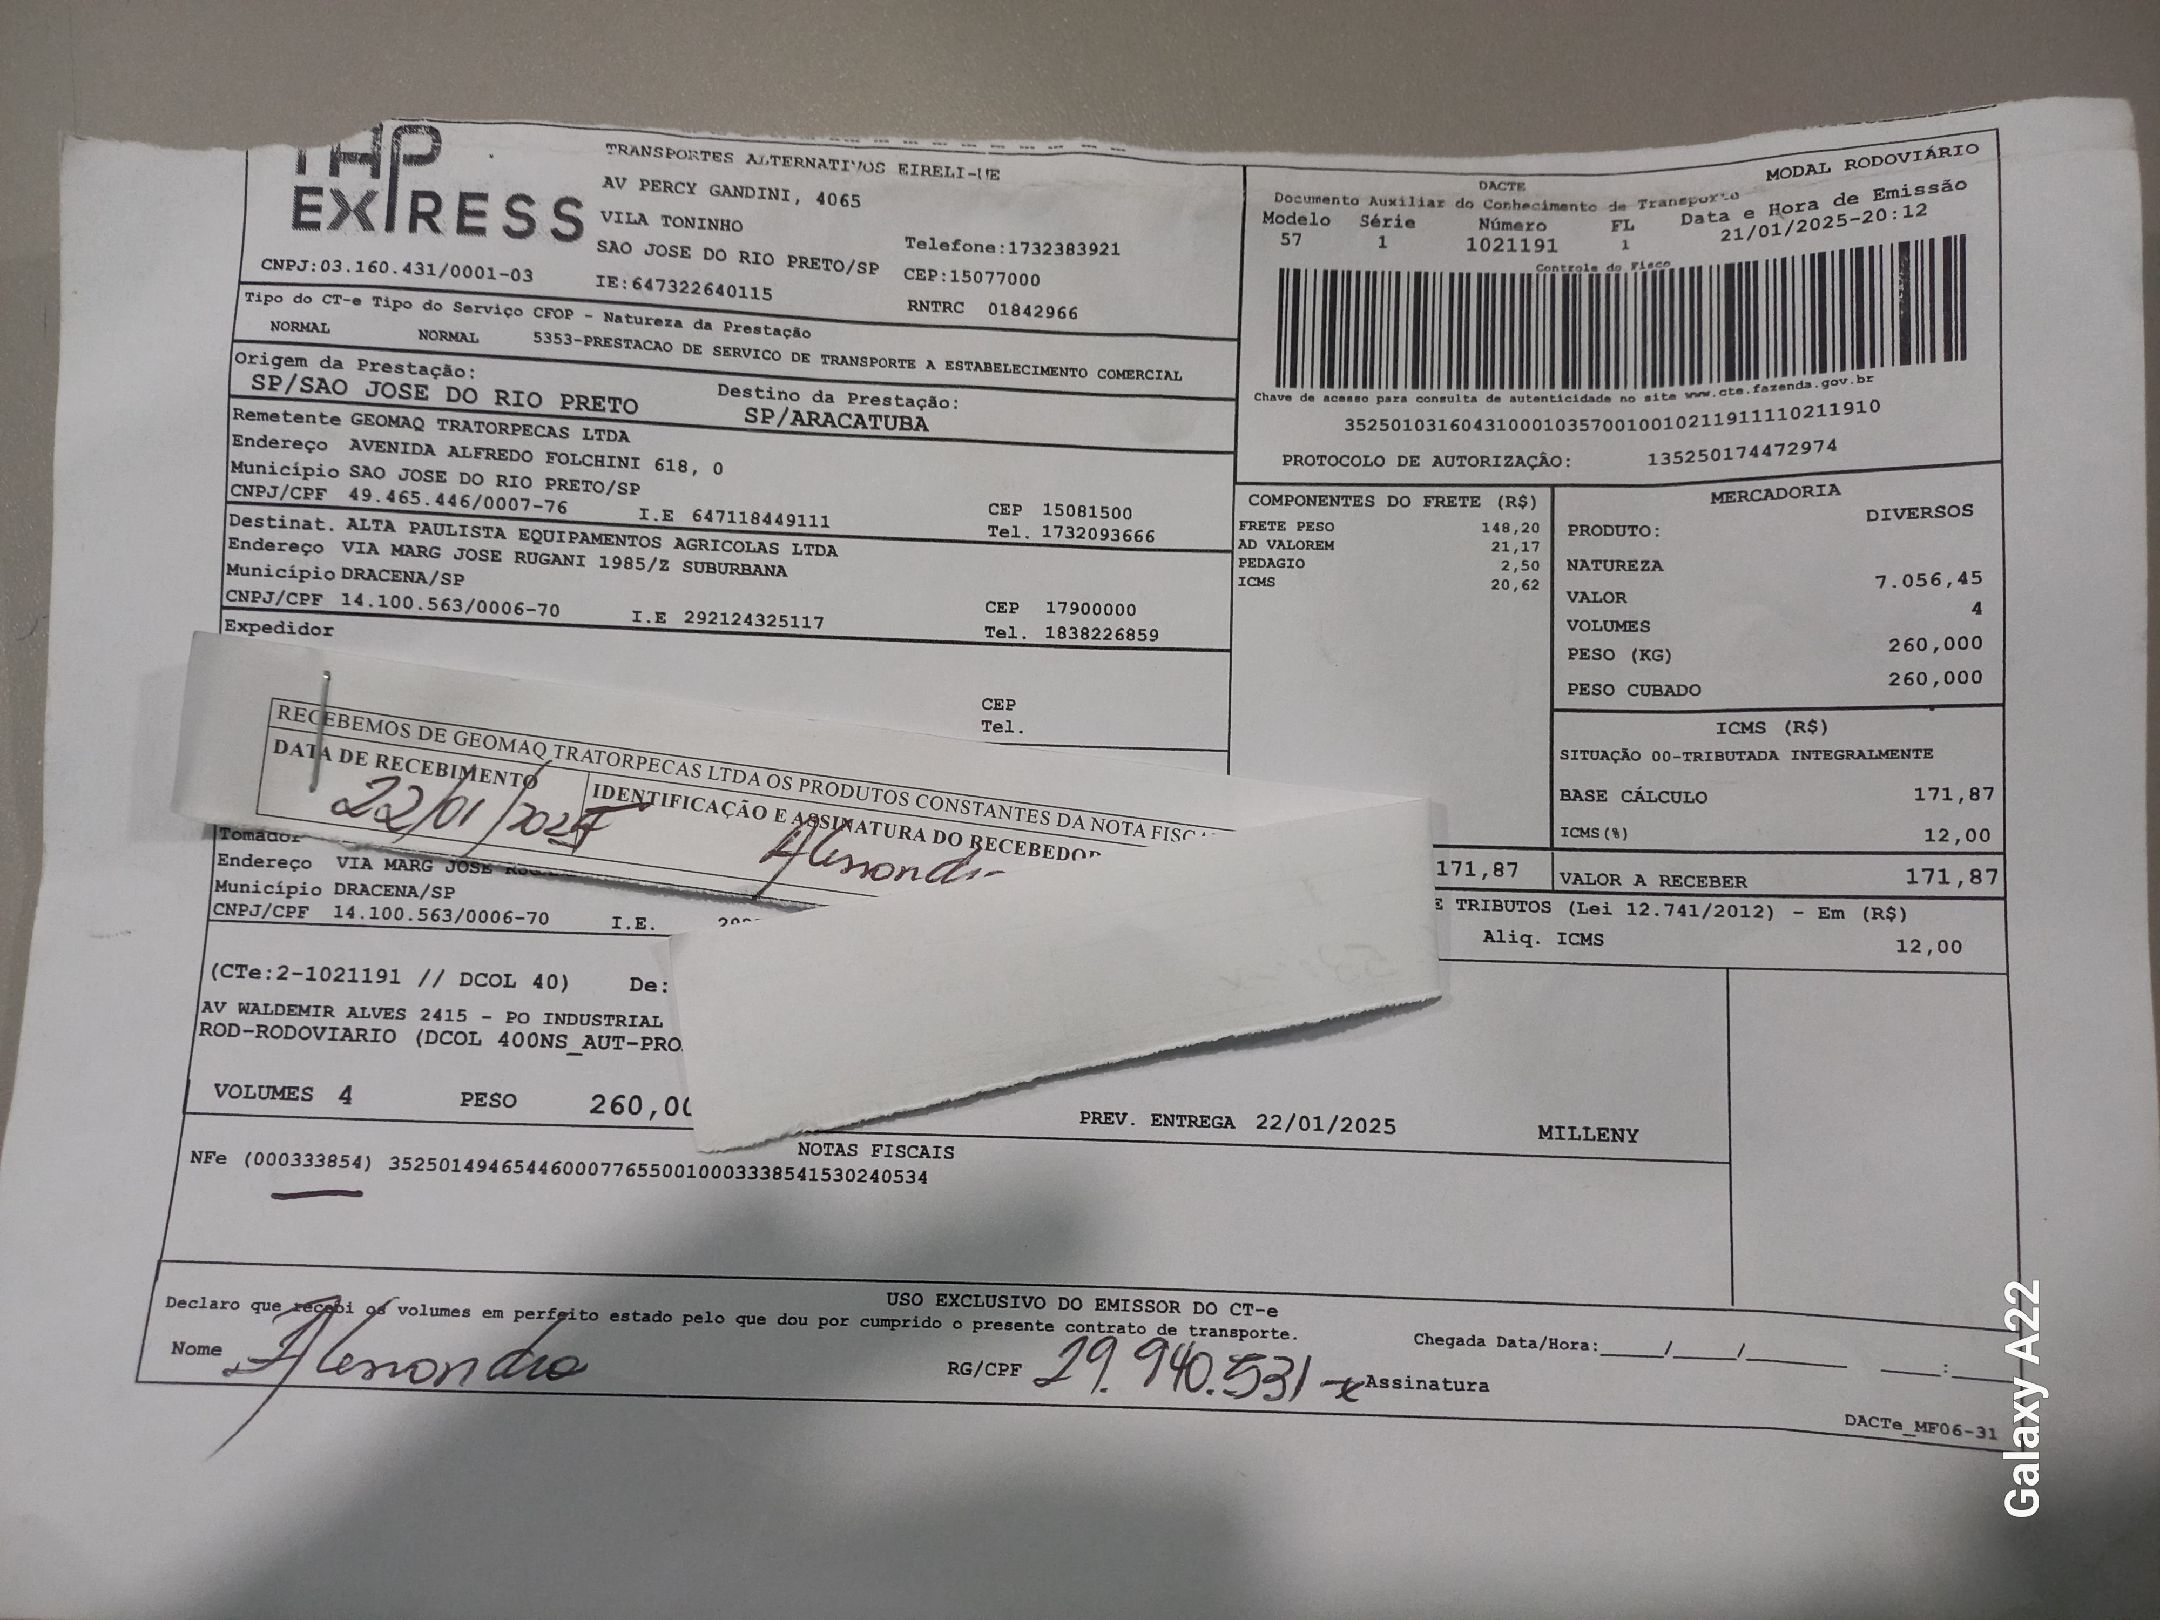 THP
EXPRESS
TRANSPORTES ALTERNATIVOS EIRELI-UE
AV PERCY GANDINI, 4065
VILA TONINHO
SAO JOSE DO RIO PRETO/SP
Telefone:1732383921
CEP:15077000
CNPJ:03.160.431/0001-03 IE:647322640115 RNTRC 01842966
Tipo do CT-e Tipo do Serviço CFOP - Natureza da Prestação
NORMAL NORMAL 5353-PRESTACAO DE SERVICO DE TRANSPORTE A ESTABELECIMENTO COMERCIAL
Origem da Prestação: Destino da Prestação:
SP/SAO JOSE DO RIO PRETO SP/ARACATUBA
Remetente GEOMAQ TRATORPECAS LTDA
Endereço AVENIDA ALFREDO FOLCHINI 618, 0
Município SAO JOSE DO RIO PRETO/SP CEP 15081500
CNPJ/CPF 49.465.446/0007-76 I.E 647118449111 Tel. 1732093666
Destinat. ALTA PAULISTA EQUIPAMENTOS AGRICOLAS LTDA
Endereço VIA MARG JOSE RUGANI 1985/Z SUBURBANA
Município DRACENA/SP CEP 17900000
CNPJ/CPF 14.100.563/0006-70 I.E 292124325117 Tel. 1838226859
Expedidor
CEP
Tel.
MODAL RODOVIÁRIO
DACTE
Documento Auxiliar do Conhecimento de Transporte
Modelo Série Número FL Data e Hora de Emissão
57 1 1021191 1 21/01/2025-20:12
Controle do Fisco
Chave de acesso para consulta de autenticidade no site www.cte.fazenda.gov.br
35250103160431000103570010010211911110211910
PROTOCOLO DE AUTORIZAÇÂO: 135250174472974
COMPONENTES DO FRETE (R$)
FRETE PESO 148,20
AD VALOREM 21,17
PEDAGIO 2,50
ICMS 20,62
MERCADORIA
PRODUTO: DIVERSOS
NATUREZA
VALOR 7.056,45
VOLUMES 4
PESO (KG) 260,000
PESO CUBADO 260,000
ICMS (R$)
SITUAÇÃO 00-TRIBUTADA INTEGRALMENTE
BASE CÁLCULO 171,87
ICMS(%) 12,00
171,87 VALOR A RECEBER 171,87
E TRIBUTOS (Lei 12.741/2012) - Em (R$)
Aliq. ICMS 12,00
RECEBEMOS DE GEOMAQ TRATORPECAS LTDA OS PRODUTOS CONSTANTES DA NOTA FISC
DATA DE RECEBIMENTO IDENTIFICAÇÃO E ASSINATURA DO RECEBEDOR
22/01/2025 Alessandr
Tomador
Endereço VIA MARG JOSE
Município DRACENA/SP
CNPJ/CPF 14.100.563/0006-70 I.E.
(CTe:2-1021191 // DCOL 40) De:
AV WALDEMIR ALVES 2415 - PO INDUSTRIAL
ROD-RODOVIARIO (DCOL 400NS_AUT-PRO
VOLUMES 4 PESO 260,00 PREV. ENTREGA 22/01/2025 MILLENY
NOTAS FISCAIS
NFe (000333854) 35250149465446000776550010003338541530240534
USO EXCLUSIVO DO EMISSOR DO CT-e
Declaro que recebi os volumes em perfeito estado pelo que dou por cumprido o presente contrato de transporte.
Chegada Data/Hora:____/____/______ ____:____
Nome Alessandro RG/CPF 29.940.531-x Assinatura
DACTe_MF06-31
Galaxy A22